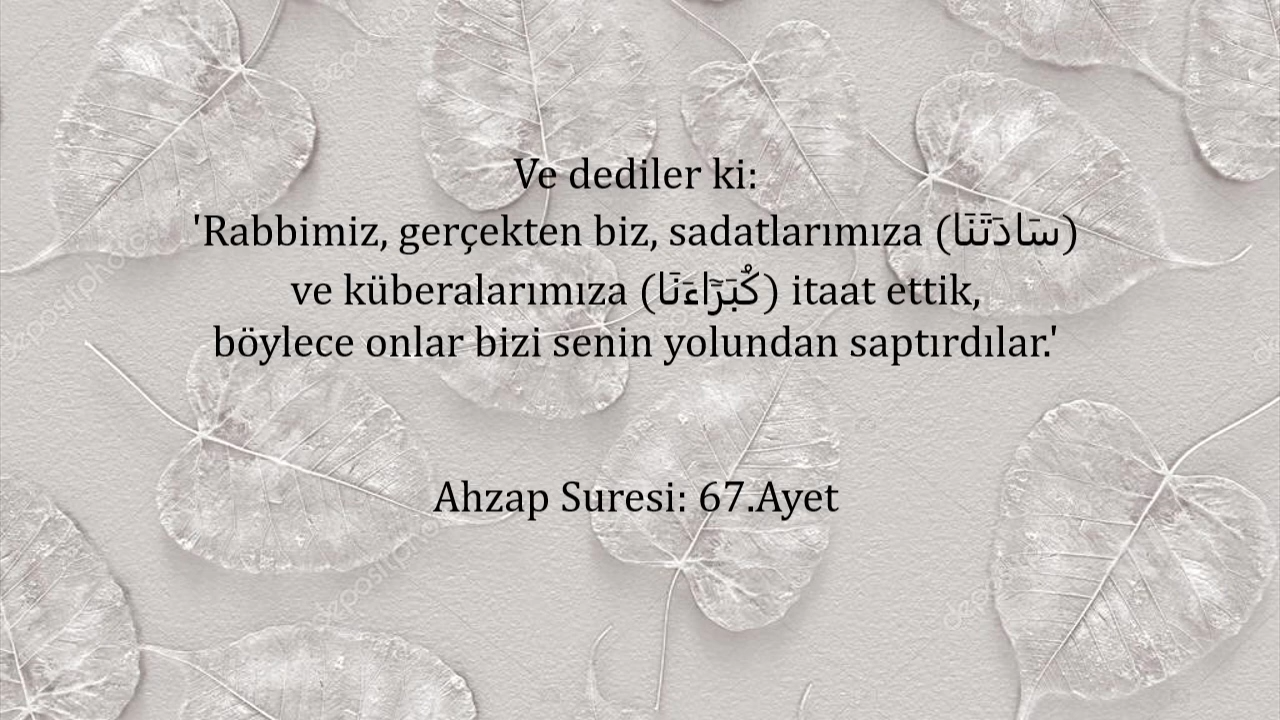 Ve dediler ki:
'Rabbimiz, gerçekten biz, sadatlarımıza (سَادَتَنَا)
ve küberalarımıza (كُبَرَٓاءَنَا) itaat ettik,
böylece onlar bizi senin yolundan saptırdılar.'
Ahzap Suresi: 67.Ayet